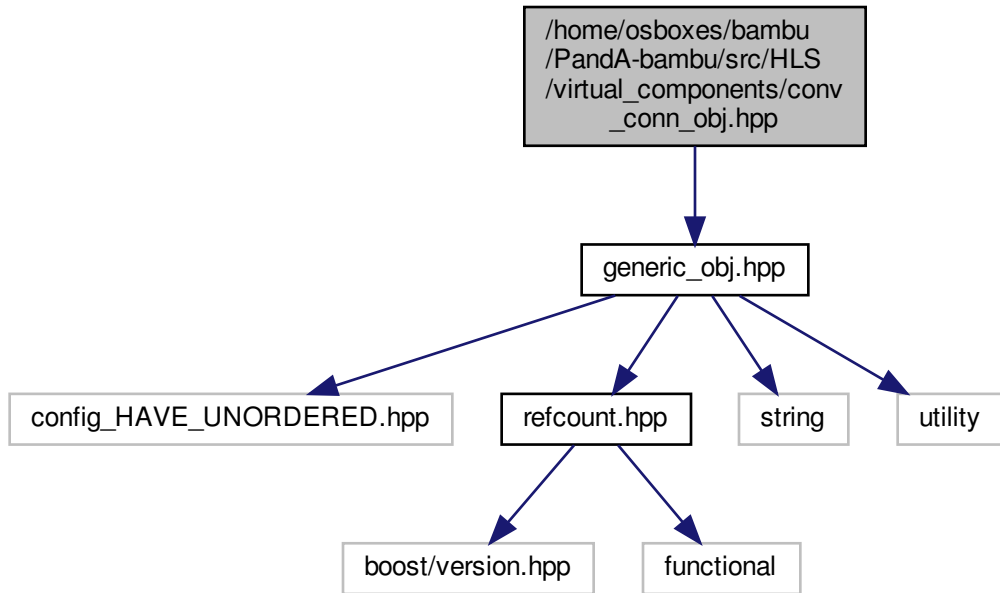 /home/osboxes/bambu
/PandA-bambu/src/HLS
/virtual_components/conv
_conn_obj.hpp
generic_obj.hpp
config_HAVE_UNORDERED.hpp
refcount.hpp
string
utility
boost/version.hpp
functional